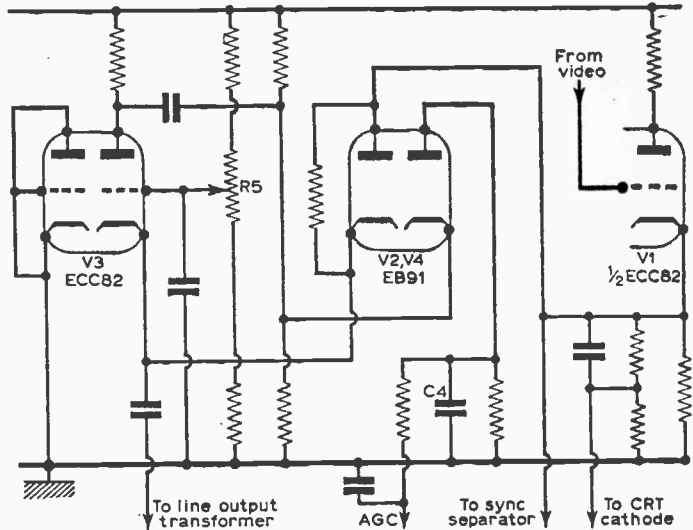 From
video
R5
V3
ECC82
V2,V4
EB91
V1
½ECC82
C4
To line output
transformer
AGC
To sync
separator
To CRT
cathode